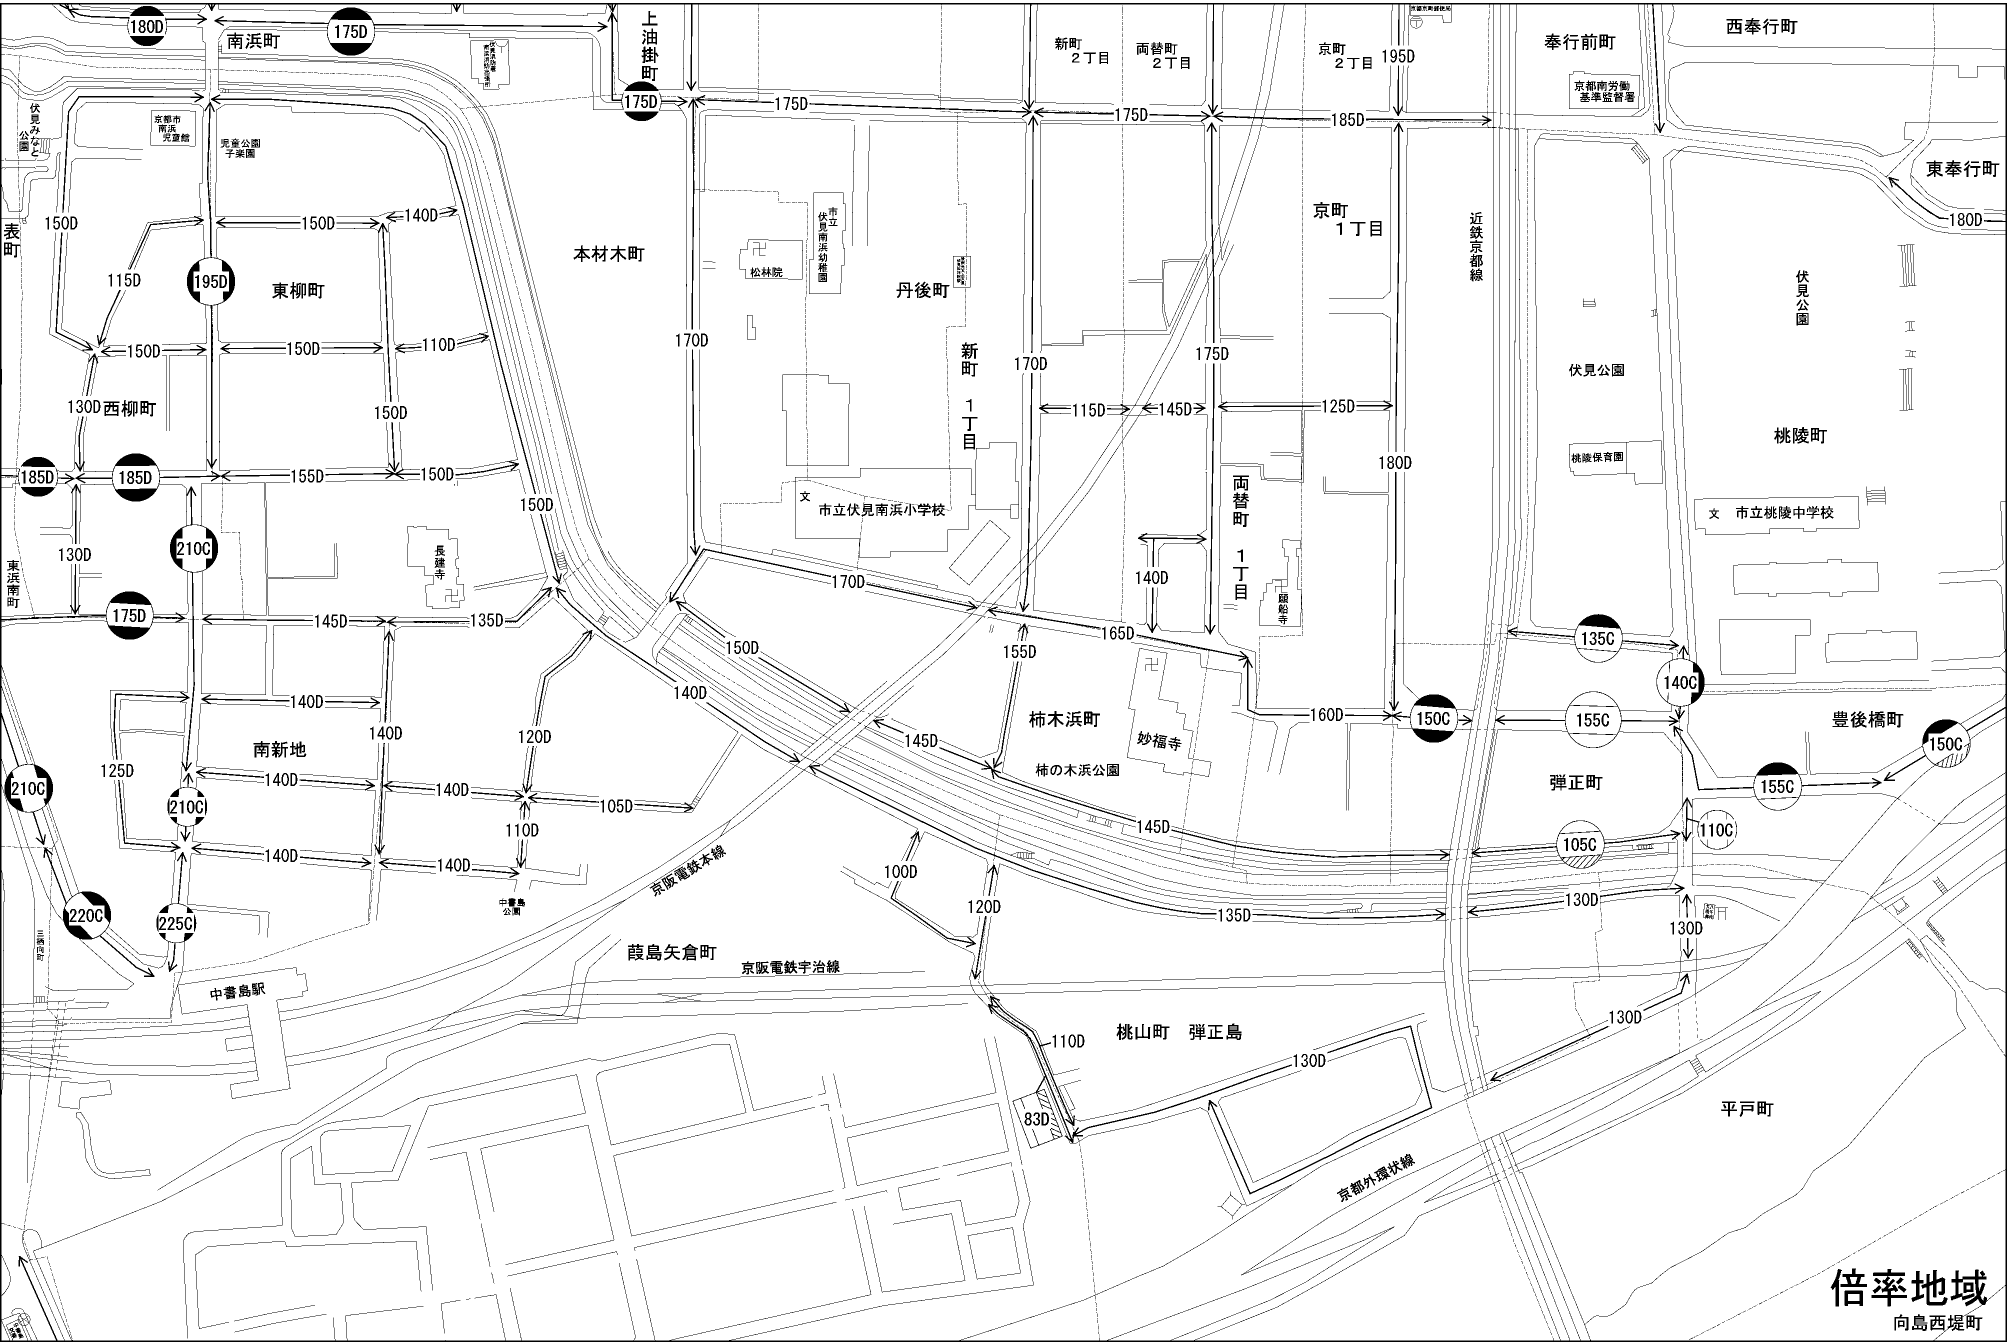 180D
175D
南浜町
上油掛町
新町
2丁目
両替町
2丁目
京町
2丁目
195D
奉行前町
西奉行町
京都南労働
基準監督署
175D
175D
175D
185D
伏見みなと
公園
京都市
南浜
児童館
児童公園
子楽園
東奉行町
180D
150D
150D
140D
表町
115D
195D
東柳町
本材木町
松林院
市立
伏見南浜幼稚園
丹後町
京町
1丁目
近鉄京都線
伏見公園
150D
150D
110D
170D
新町
1丁目
170D
175D
伏見公園
130D
西柳町
150D
115D
145D
125D
桃陵町
185D
185D
155D
150D
180D
桃陵保育園
150D
文
市立伏見南浜小学校
両替町
1丁目
文
市立桃陵中学校
130D
210C
長建寺
東浜南町
170D
140D
願船寺
175D
145D
135D
165D
135C
150D
155D
140C
140D
140D
柿木浜町
妙福寺
160D
150C
155C
豊後橋町
150C
南新地
140D
120D
145D
125D
柿の木浜公園
弾正町
155C
210C
210C
140D
140D
105D
110D
145D
105C
110C
140D
140D
京阪電鉄本線
100D
中書島
公園
120D
135D
130D
130D
220C
225C
三栖向町
葭島矢倉町
京阪電鉄宇治線
中書島駅
110D
桃山町 弾正島
130D
130D
83D
平戸町
京都外環状線
倍率地域
向島西堤町